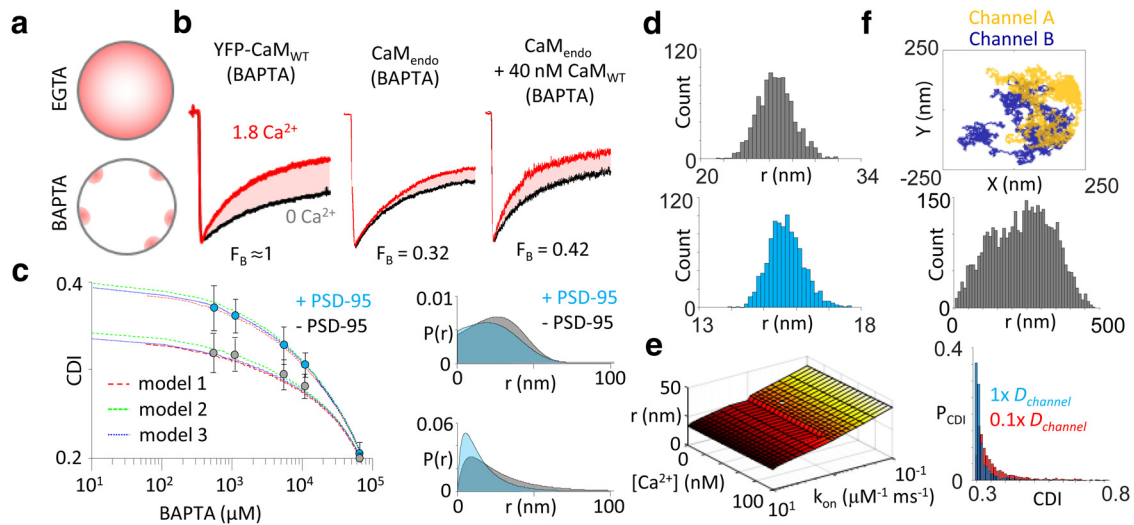 a
EGTA
BAPTA
b
YFP-CaM_WT
(BAPTA)
CaM_endo
(BAPTA)
CaM_endo
+ 40 nM CaM_WT
(BAPTA)
1.8 Ca²⁺
0 Ca²⁺
F_B ≈1
F_B = 0.32
F_B = 0.42
c
0.4
CDI
0.2
+ PSD-95
- PSD-95
model 1
model 2
model 3
10¹ 10² 10³ 10⁴ 10⁵
BAPTA (μM)
0.01
P(r)
0
+ PSD-95
- PSD-95
0 100
r (nm)
0.06
P(r)
0
0 100
r (nm)
d
120
Count
0
20 34
r (nm)
120
Count
0
13 18
r (nm)
e
50
r (nm)
0
0
[Ca²⁺] (nM)
100
10¹
k_on (μM⁻¹ ms⁻¹)
10⁻¹
f
Channel A
Channel B
250
Y (nm)
-250
X (nm)
250
150
Count
0
0 500
r (nm)
0.4
P_CDI
0
1x D_channel
0.1x D_channel
0.3 0.8
CDI